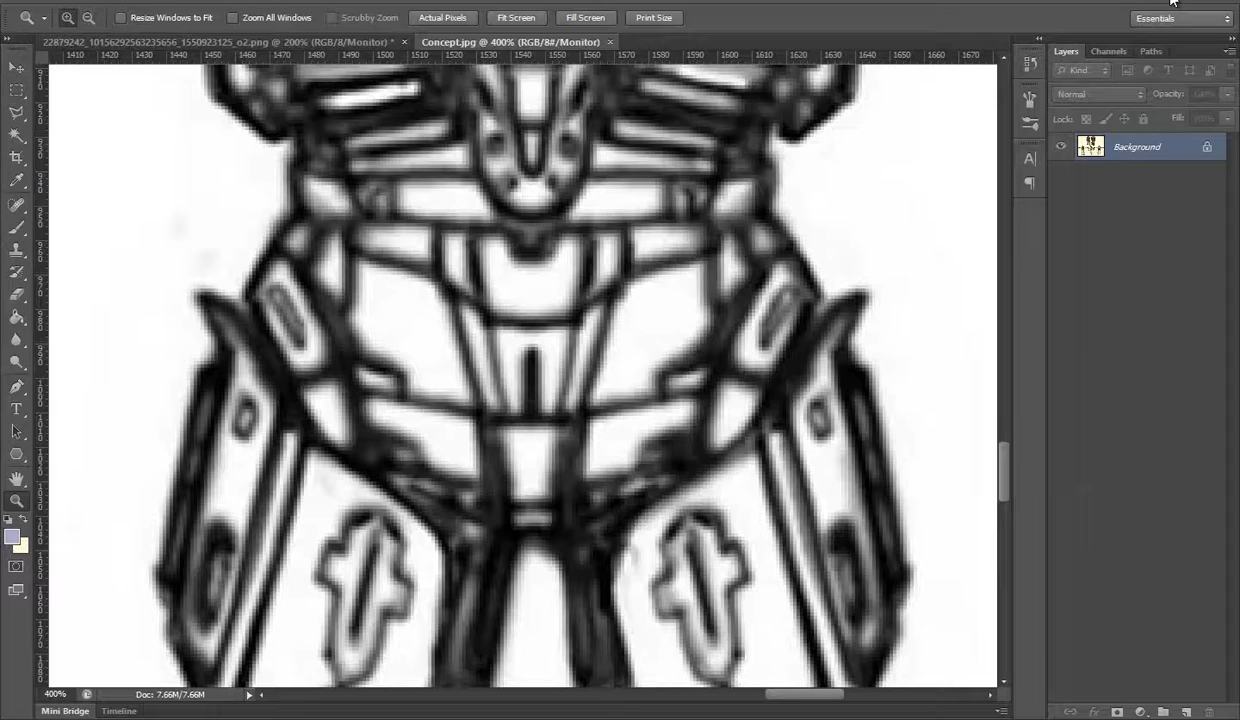 Resize Windows to Fit Zoom All Windows Scrubby Zoom Actual Pixels Fit Screen Fill Screen Print Size Essentials
22879242_10156292563235656_1550923125_o2.png @ 200% (RGB/8/Monitor) * × Concept.jpg @ 400% (RGB/8#/Monitor) ×
Layers Channels Paths
1410 1420 1430 1440 1450 1460 1470 1480 1490 1500 1510 1520 1530 1540 1550 1560 1570 1580 1590 1600 1610 1620 1630 1640 1650 1660 1670
Kind
Normal Opacity:
Lock: Fill:
Background
400% Doc: 7.66M/7.66M
Mini Bridge Timeline